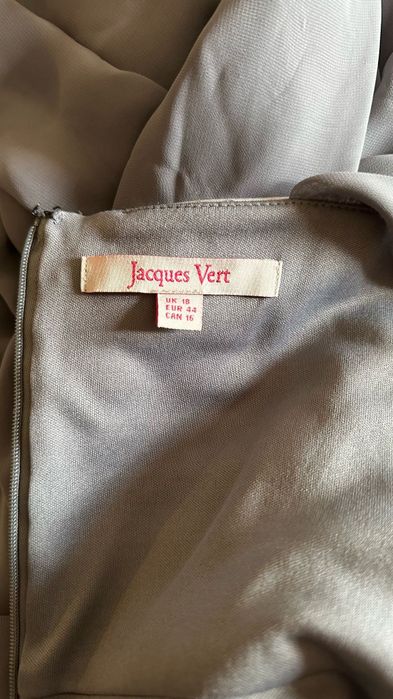 Jacques Vert
UK 18
EUR 44
CAN 16